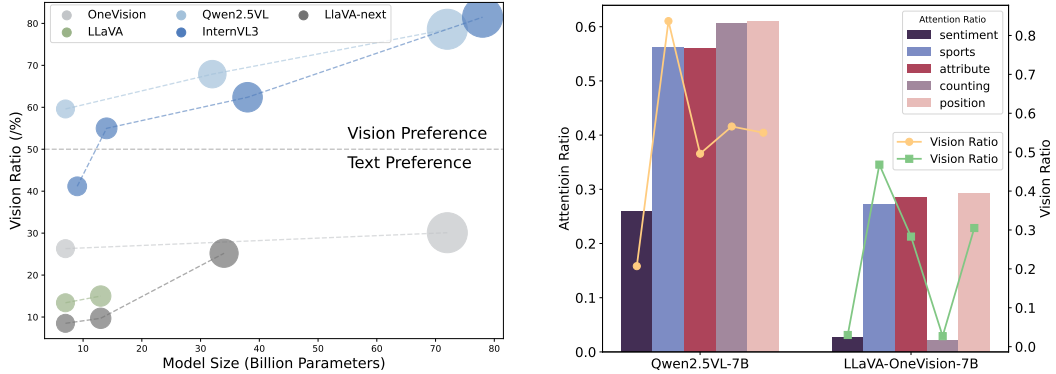 OneVision
LLaVA
Qwen2.5VL
InternVL3
LlaVA-next
Vision Ratio (/%)
80
70
60
50
40
30
20
10
Vision Preference
Text Preference
10 20 30 40 50 60 70 80
Model Size (Billion Parameters)
Attentioin Ratio
0.6
0.5
0.4
0.3
0.2
0.1
0.0
Attention Ratio
sentiment
sports
attribute
counting
position
Vision Ratio
Vision Ratio
0.8
0.7
0.6
0.5
0.4
0.3
0.2
0.1
0.0
Vision Ratio
Qwen2.5VL-7B LLaVA-OneVision-7B